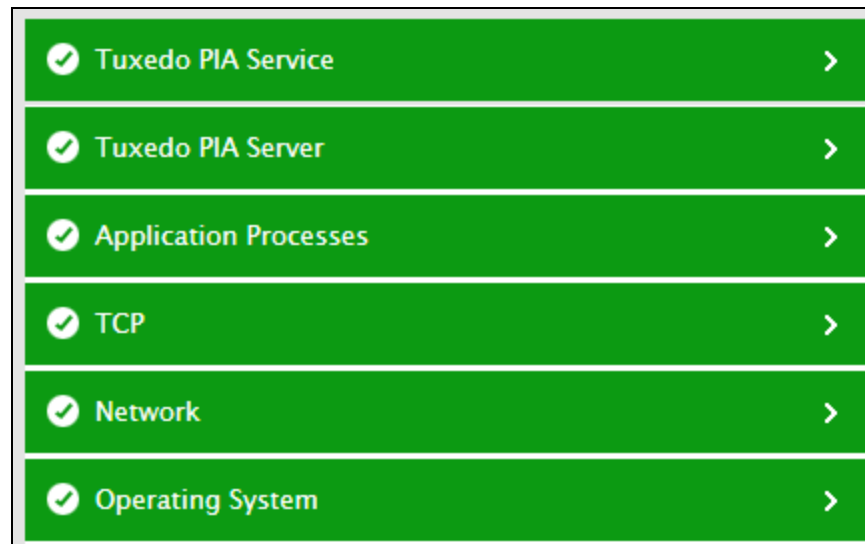 Tuxedo PIA Service
Tuxedo PIA Server
Application Processes
TCP
Network
Operating System